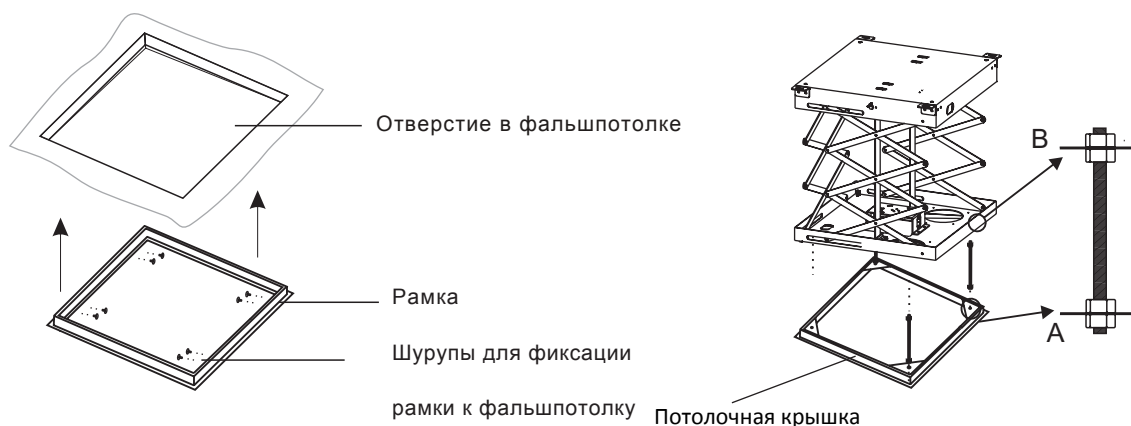 Отверстие в фальшпотолке
Рамка
Шурупы для фиксации
рамки к фальшпотолку
B
A
Потолочная крышка